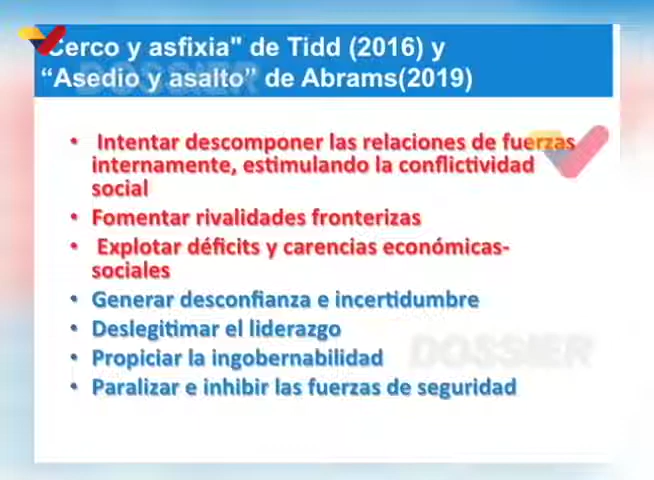 "Cerco y asfixia" de Tidd (2016) y
“Asedio y asalto” de Abrams(2019)
DOSSIER
• Intentar descomponer las relaciones de fuerzas
internamente, estimulando la conflictividad
social
• Fomentar rivalidades fronterizas
• Explotar déficits y carencias económicas-
sociales
• Generar desconfianza e incertidumbre
• Deslegitimar el liderazgo
• Propiciar la ingobernabilidad
DOSSIER
• Paralizar e inhibir las fuerzas de seguridad